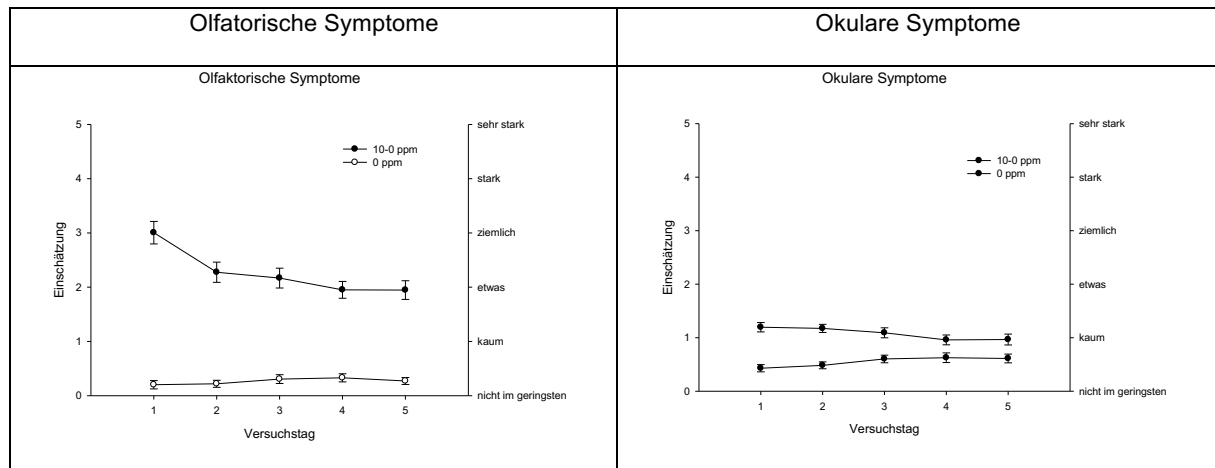 Olfatorische Symptome
Okulare Symptome
Olfaktorische Symptome
5
4
3
2
1
0
Einschätzung
10-0 ppm
0 ppm
sehr stark
stark
ziemlich
etwas
kaum
nicht im geringsten
1 2 3 4 5
Versuchstag
Okulare Symptome
5
4
3
2
1
0
Einschätzung
10-0 ppm
0 ppm
sehr stark
stark
ziemlich
etwas
kaum
nicht im geringsten
1 2 3 4 5
Versuchstag